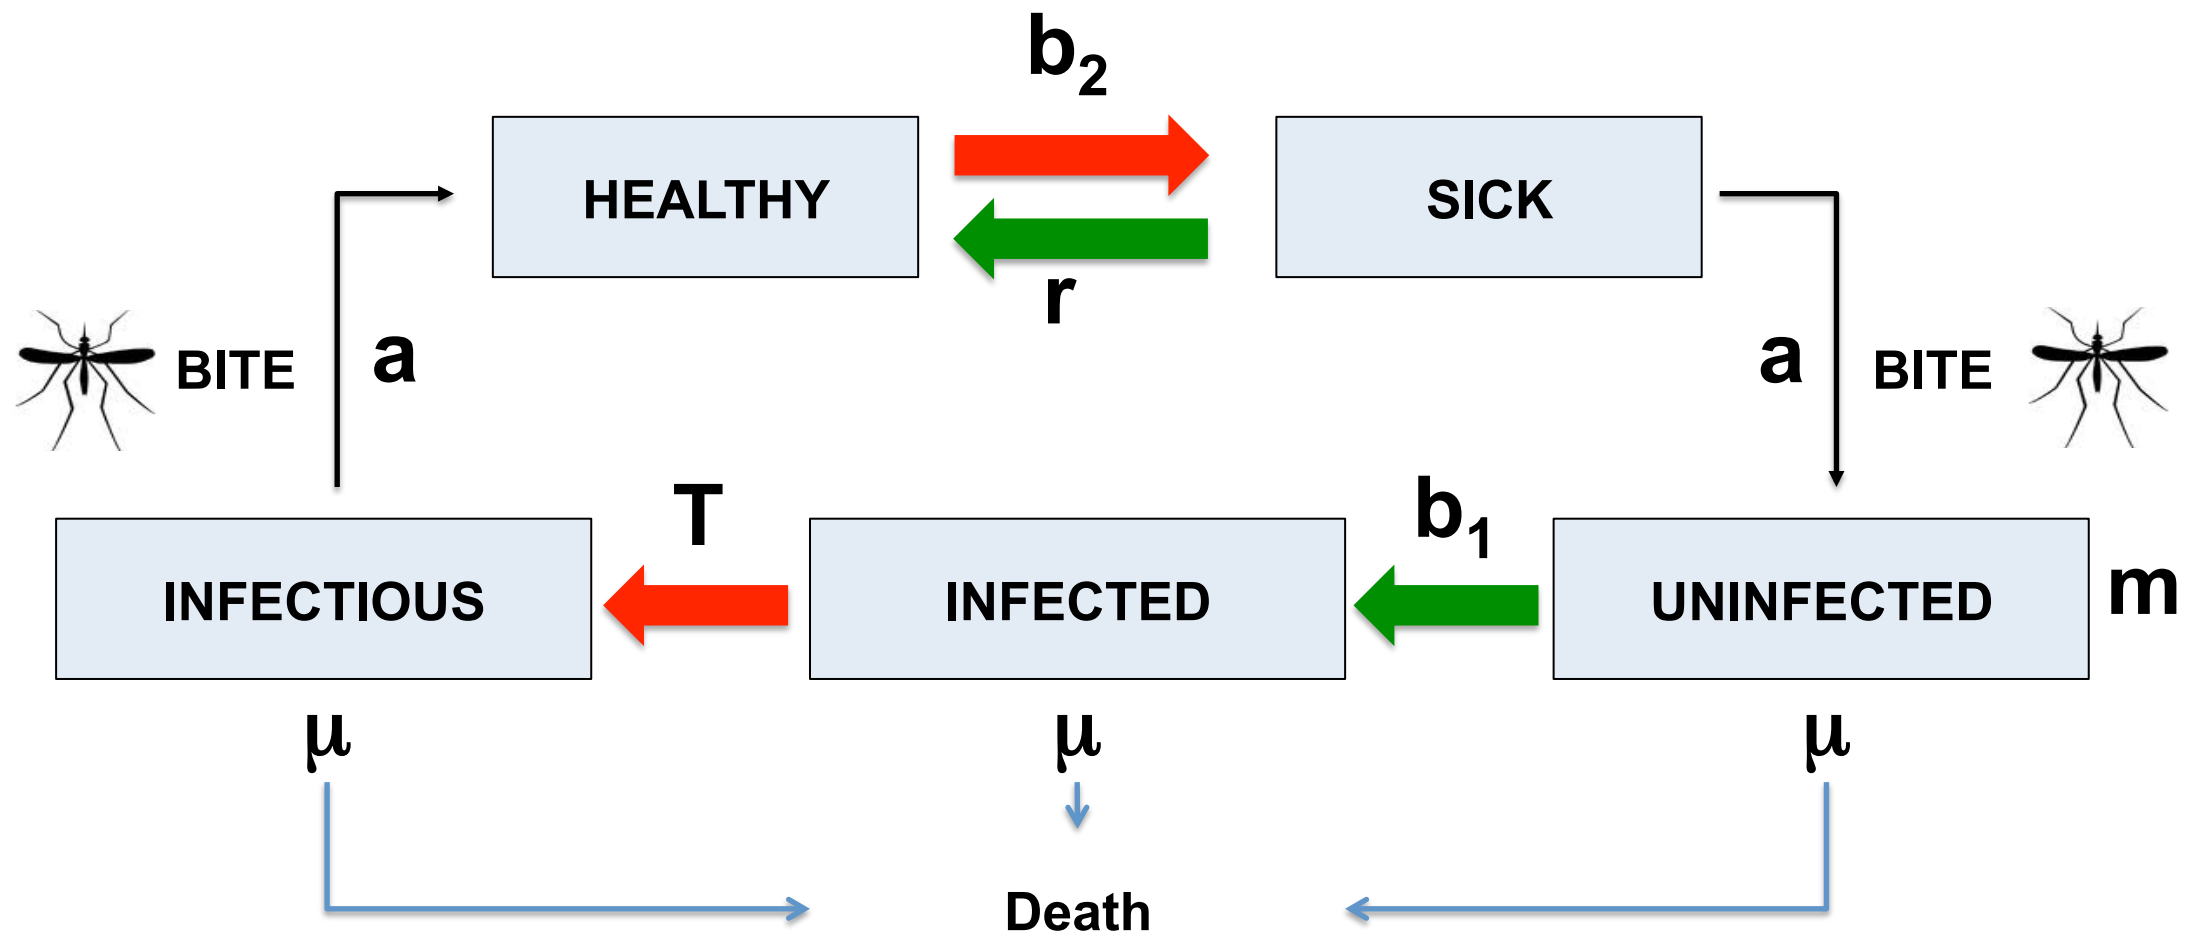 b₂
HEALTHY
SICK
r
BITE
a
a
BITE
T
b₁
INFECTIOUS
INFECTED
UNINFECTED
m
μ
μ
μ
Death